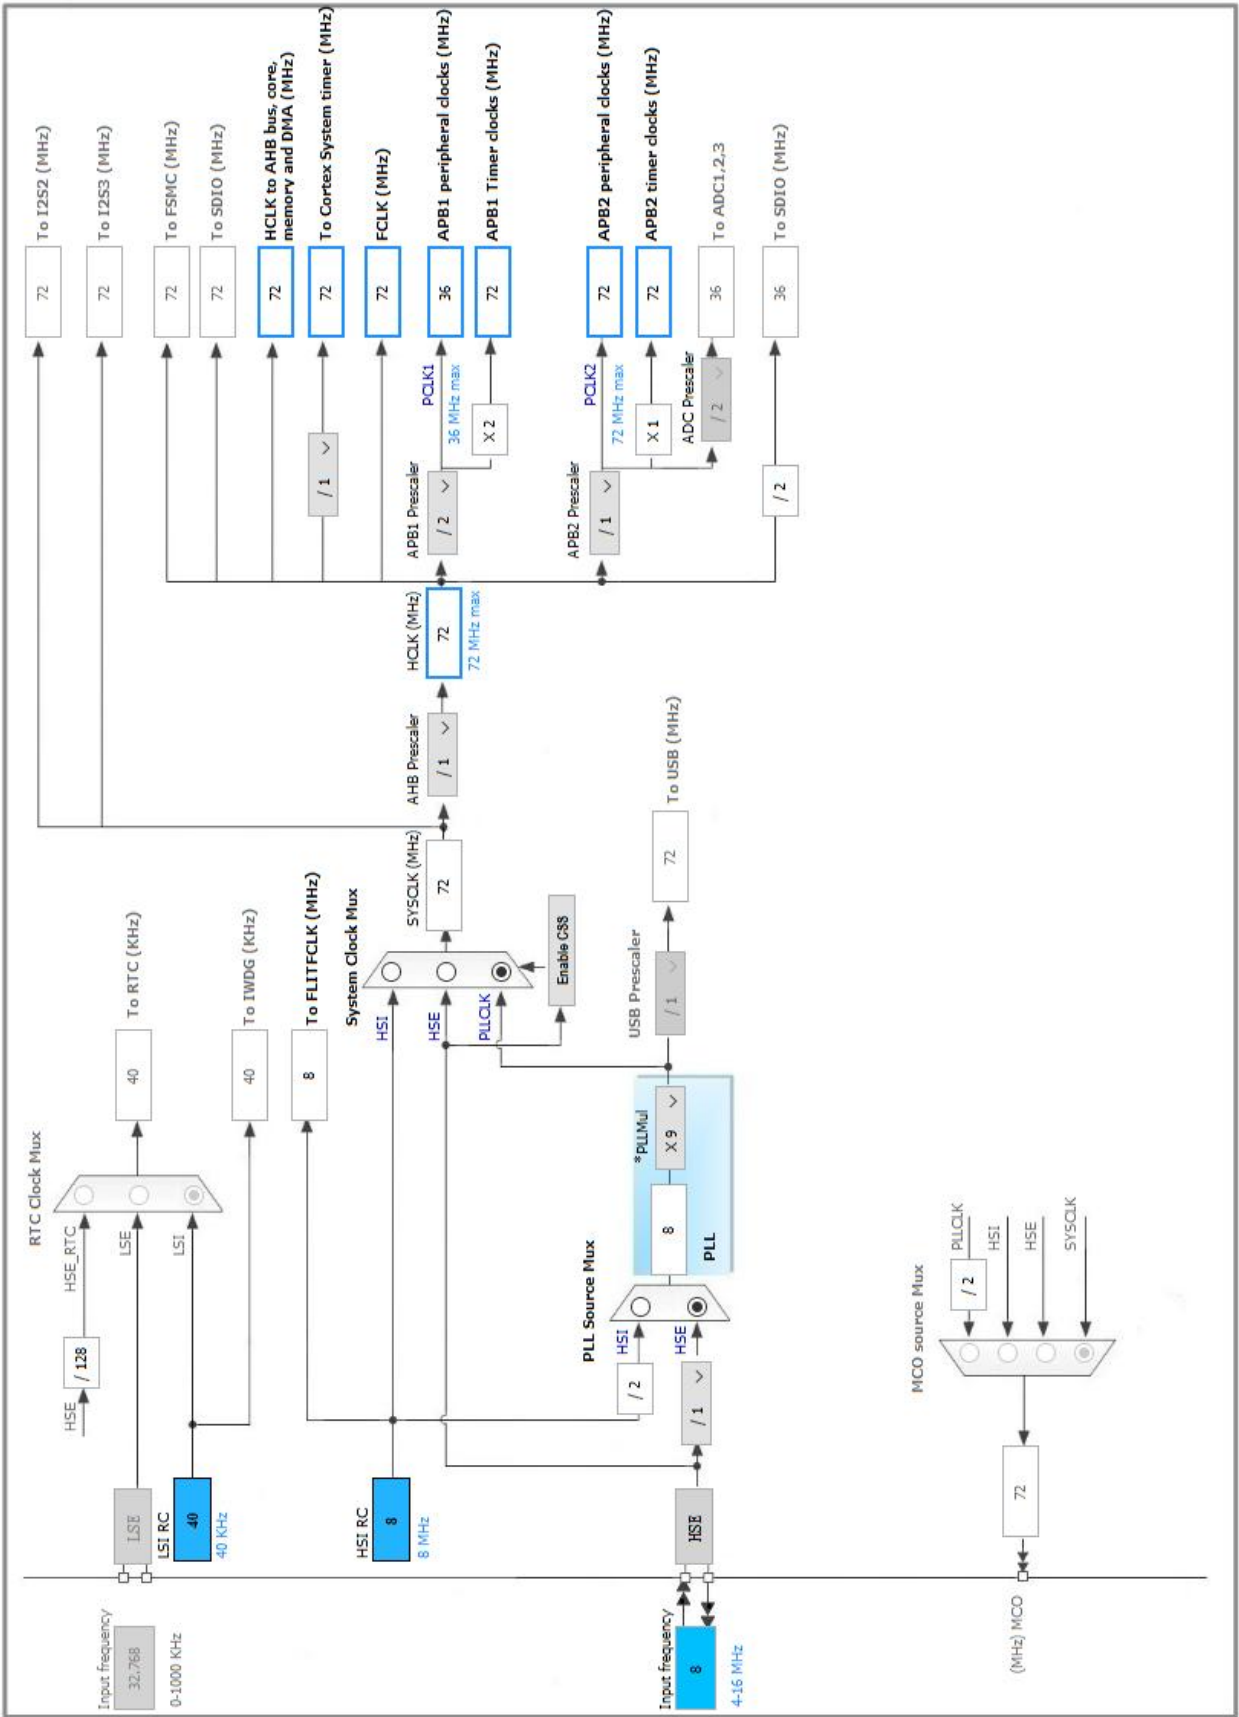 Input frequency
32.768
0-1000 KHz
LSE
LSI RC
40
40 KHz
HSE
/ 128
HSE_RTC
LSE
LSI
RTC Clock Mux
40
To RTC (KHz)
40
To IWDG (KHz)
8
To FLITFCLK (MHz)
HSI RC
8
8 MHz
Input frequency
8
4-16 MHz
HSE
/ 1
/ 2
HSI
HSE
PLL Source Mux
8
*PLLMul
X 9
PLL
USB Prescaler
/ 1
72
To USB (MHz)
System Clock Mux
HSI
HSE
PLLCLK
Enable CSS
SYSCLK (MHz)
72
AHB Prescaler
/ 1
HCLK (MHz)
72
72 MHz max
72
To I2S2 (MHz)
72
To I2S3 (MHz)
72
To FSMC (MHz)
72
To SDIO (MHz)
72
HCLK to AHB bus, core,
memory and DMA (MHz)
/ 1
72
To Cortex System timer (MHz)
72
FCLK (MHz)
APB1 Prescaler
/ 2
PCLK1
36 MHz max
36
APB1 peripheral clocks (MHz)
X 2
72
APB1 Timer clocks (MHz)
APB2 Prescaler
/ 1
PCLK2
72 MHz max
72
APB2 peripheral clocks (MHz)
X 1
72
APB2 timer clocks (MHz)
ADC Prescaler
/ 2
36
To ADC1,2,3
/ 2
36
To SDIO (MHz)
(MHz) MCO
72
MCO source Mux
/ 2
PLLCLK
HSI
HSE
SYSCLK